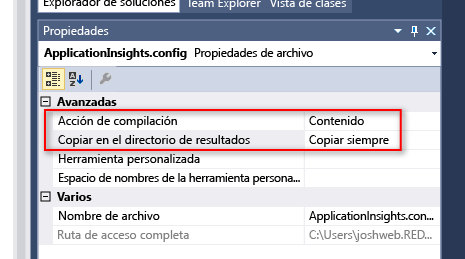 Explorador de soluciones Team Explorer Vista de clases
Propiedades
ApplicationInsights.config Propiedades de archivo
Avanzadas
Acción de compilación Contenido
Copiar en el directorio de resultados Copiar siempre
Herramienta personalizada
Espacio de nombres de la herramienta persona...
Varios
Nombre de archivo ApplicationInsights.con...
Ruta de acceso completa C:\Users\joshweb.RED...